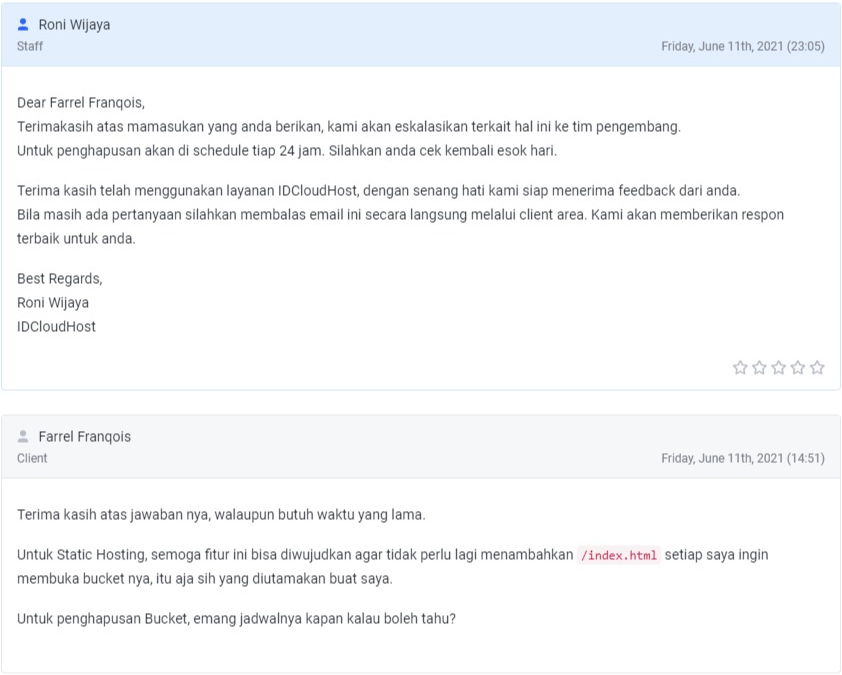 Roni Wijaya
Staff
Friday, June 11th, 2021 (23:05)
Dear Farrel Franqois,
Terimakasih atas mamasukan yang anda berikan, kami akan eskalasikan terkait hal ini ke tim pengembang.
Untuk penghapusan akan di schedule tiap 24 jam. Silahkan anda cek kembali esok hari.
Terima kasih telah menggunakan layanan IDCloudHost, dengan senang hati kami siap menerima feedback dari anda.
Bila masih ada pertanyaan silahkan membalas email ini secara langsung melalui client area. Kami akan memberikan respon
terbaik untuk anda.
Best Regards,
Roni Wijaya
IDCloudHost
Farrel Franqois
Client
Friday, June 11th, 2021 (14:51)
Terima kasih atas jawaban nya, walaupun butuh waktu yang lama.
Untuk Static Hosting, semoga fitur ini bisa diwujudkan agar tidak perlu lagi menambahkan /index.html setiap saya ingin
membuka bucket nya, itu aja sih yang diutamakan buat saya.
Untuk penghapusan Bucket, emang jadwalnya kapan kalau boleh tahu?